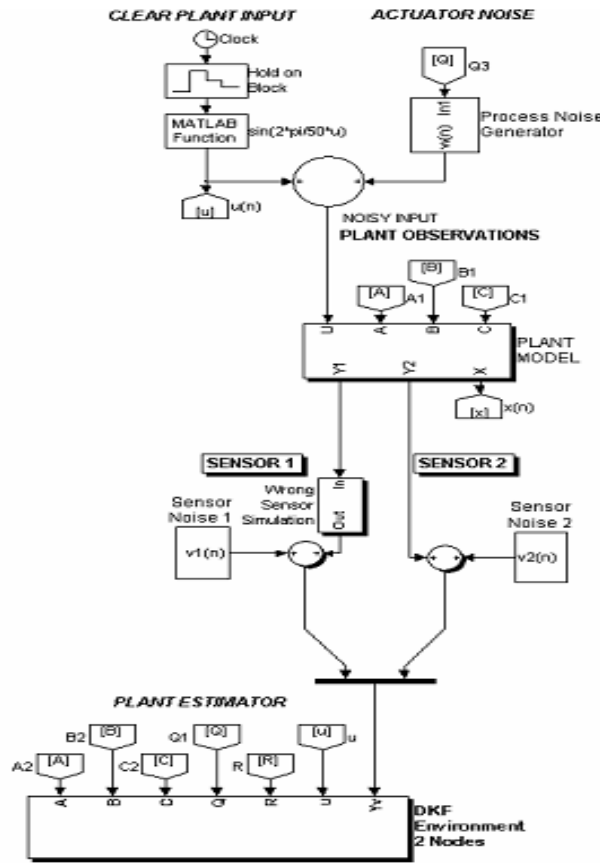 CLEAR PLANT INPUT
ACTUATOR NOISE
Clock
[Q]
Q3
Hold on
Block
MATLAB
Function
sin(2*pi/50*u)
In1
w(n)
Process Noise
Generator
[u]
u(n)
NOISY INPUT
PLANT OBSERVATIONS
[A]
A1
[B]
B1
[C]
C1
U
A
B
C
Y1
Y2
X
PLANT
MODEL
[x]
x(n)
SENSOR 1
SENSOR 2
Wrong
Sensor
Simulation
In
Out
Sensor
Noise 1
v1(n)
Sensor
Noise 2
v2(n)
PLANT ESTIMATOR
A2
[A]
B2
[B]
C2
[C]
Q1
[Q]
R
[R]
[u]
u
A
B
C
Q
R
U
Yv
DKF
Environment
2 Nodes